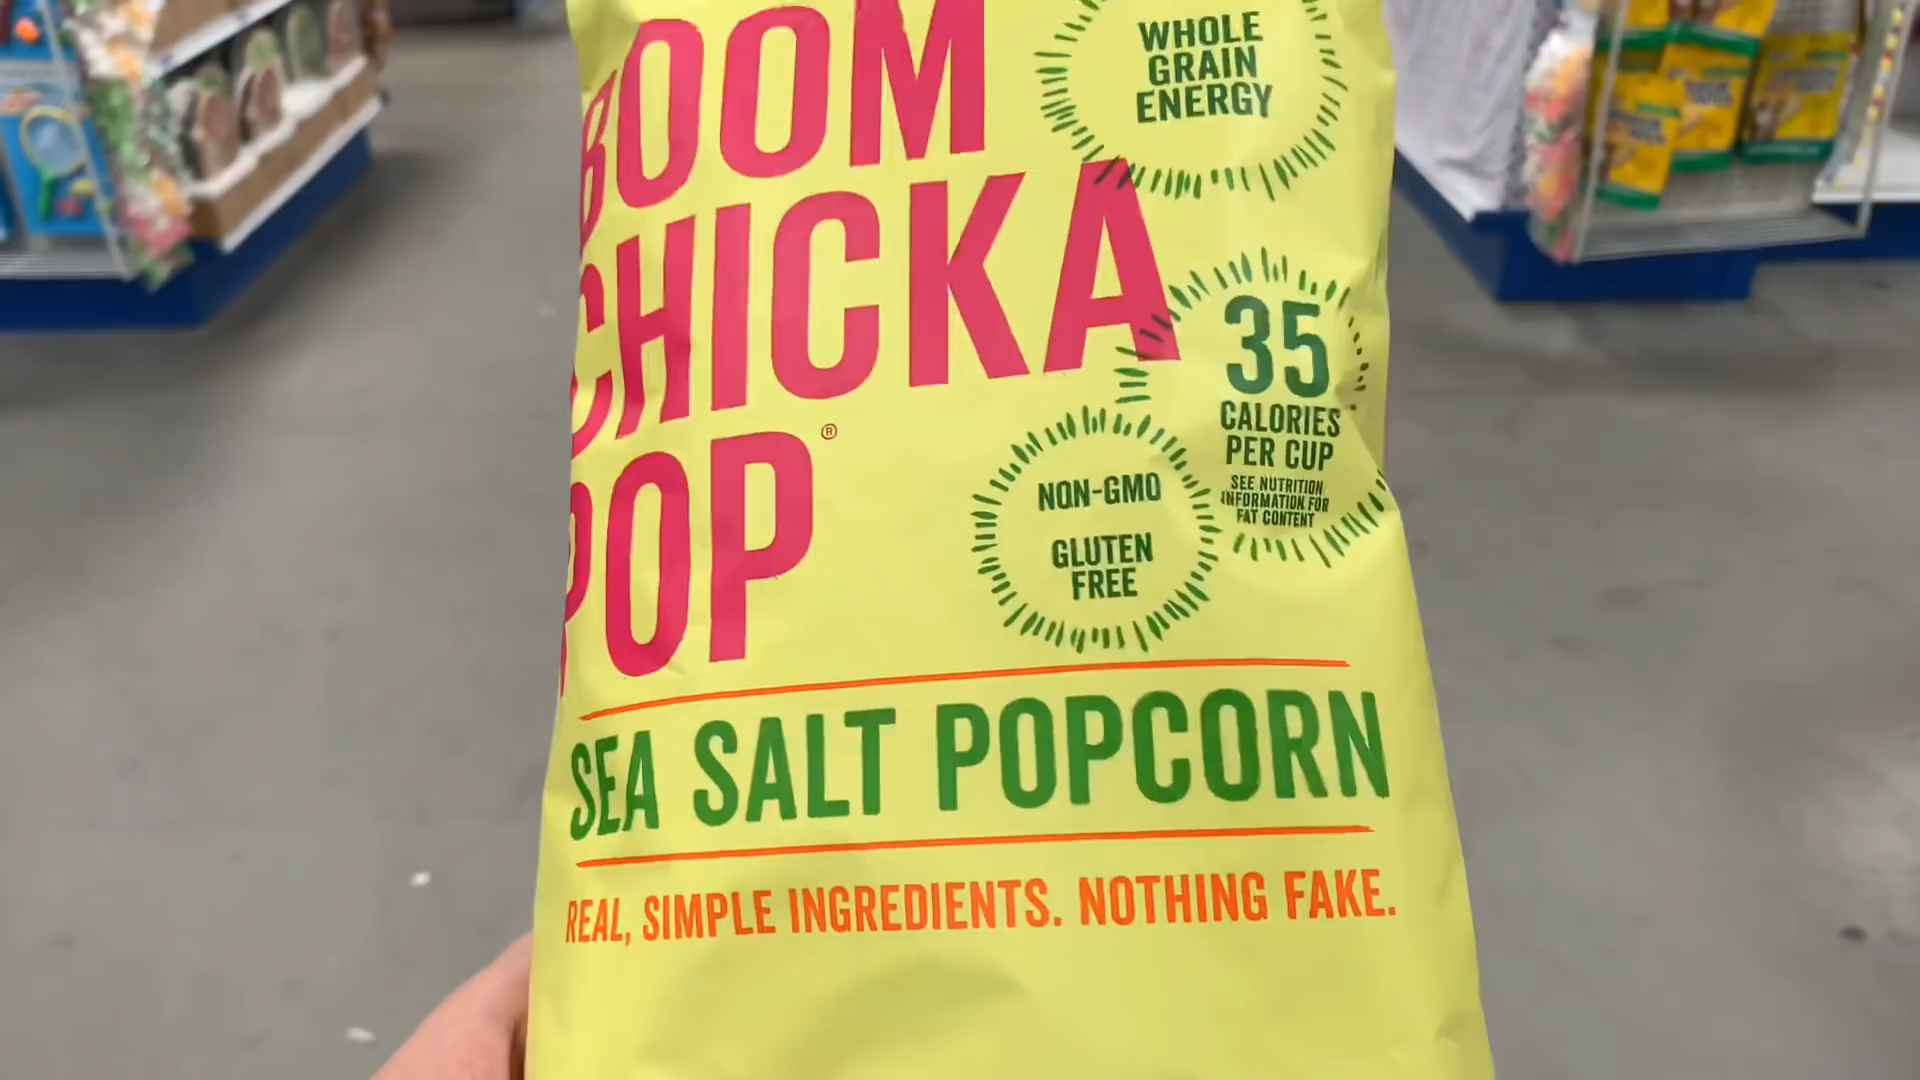 BOOM
CHICKA
POP®
WHOLE
GRAIN
ENERGY
35
CALORIES
PER CUP
SEE NUTRITION
INFORMATION FOR
FAT CONTENT
NON-GMO
GLUTEN
FREE
SEA SALT POPCORN
REAL, SIMPLE INGREDIENTS. NOTHING FAKE.